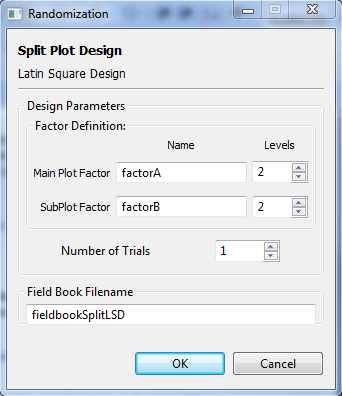 Randomization
Split Plot Design
Latin Square Design
Design Parameters
Factor Definition:
Name Levels
Main Plot Factor factorA 2
SubPlot Factor factorB 2
Number of Trials 1
Field Book Filename
fieldbookSplitLSD
OK Cancel